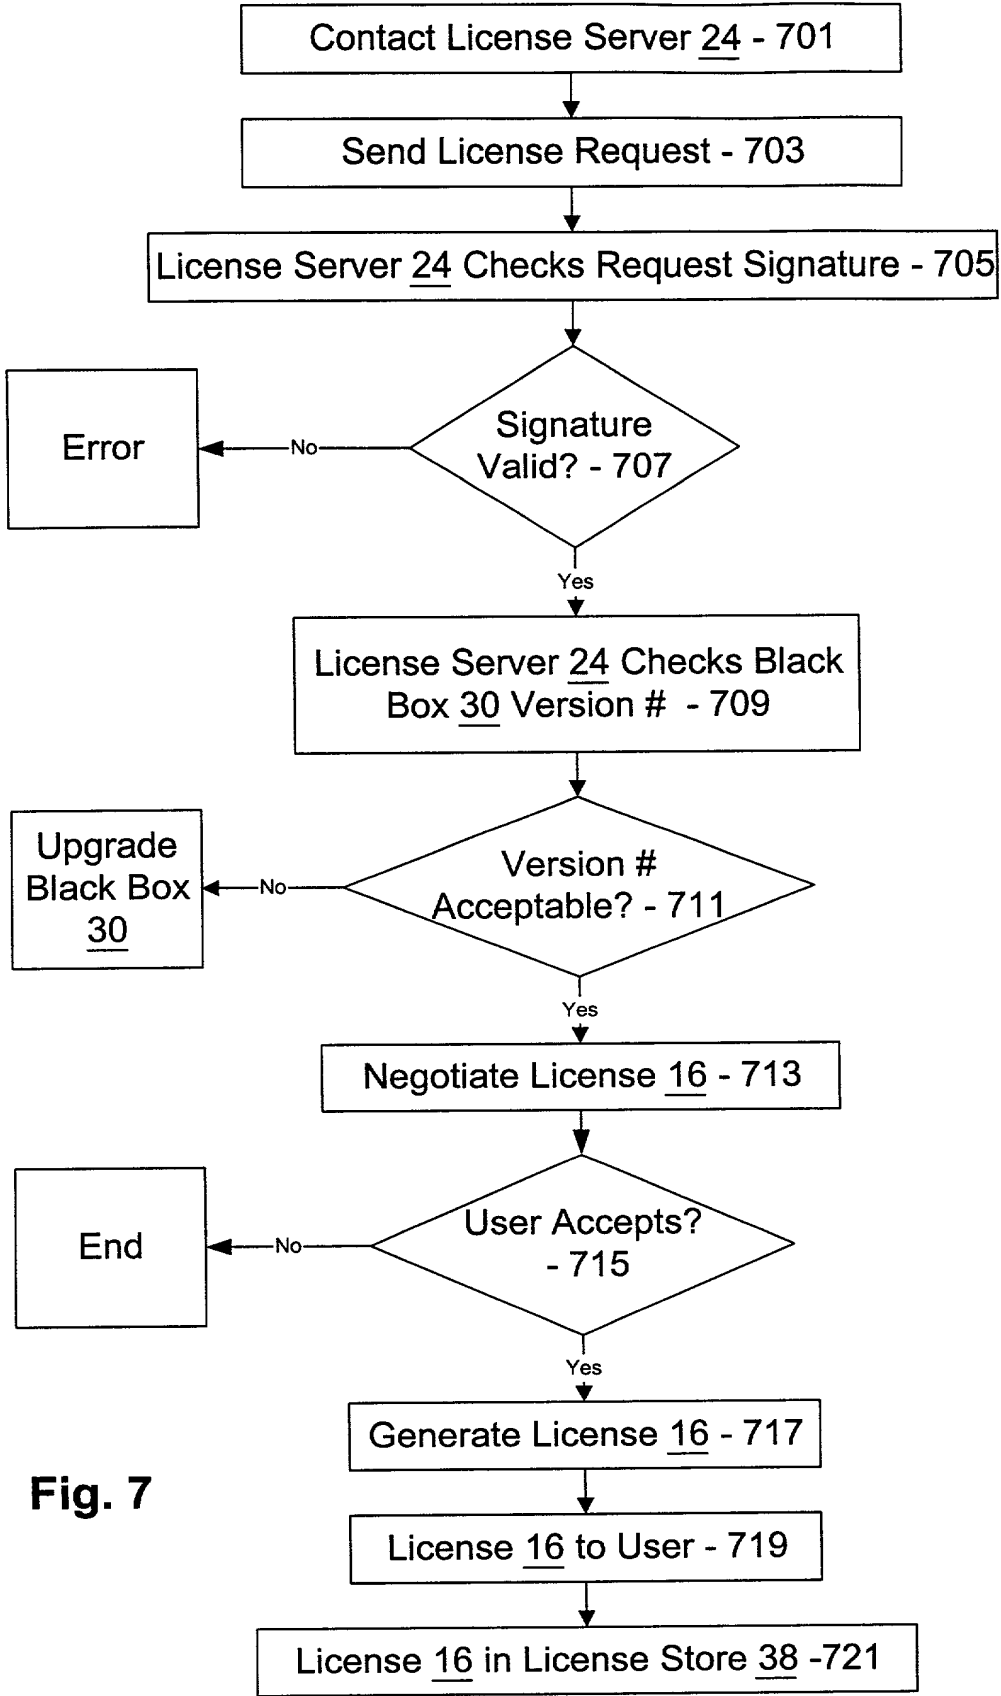 Contact License Server 24 - 701
Send License Request - 703
License Server 24 Checks Request Signature - 705
Signature
Valid? - 707
No
Error
Yes
License Server 24 Checks Black
Box 30 Version # - 709
Version #
Acceptable? - 711
No
Upgrade
Black Box
30
Yes
Negotiate License 16 - 713
User Accepts?
- 715
No
End
Yes
Generate License 16 - 717
License 16 to User - 719
License 16 in License Store 38 -721
Fig. 7